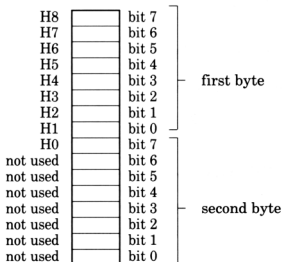 H8 bit 7
H7 bit 6
H6 bit 5
H5 bit 4
H4 bit 3 first byte
H3 bit 2
H2 bit 1
H1 bit 0
H0 bit 7
not used bit 6
not used bit 5
not used bit 4
not used bit 3 second byte
not used bit 2
not used bit 1
not used bit 0